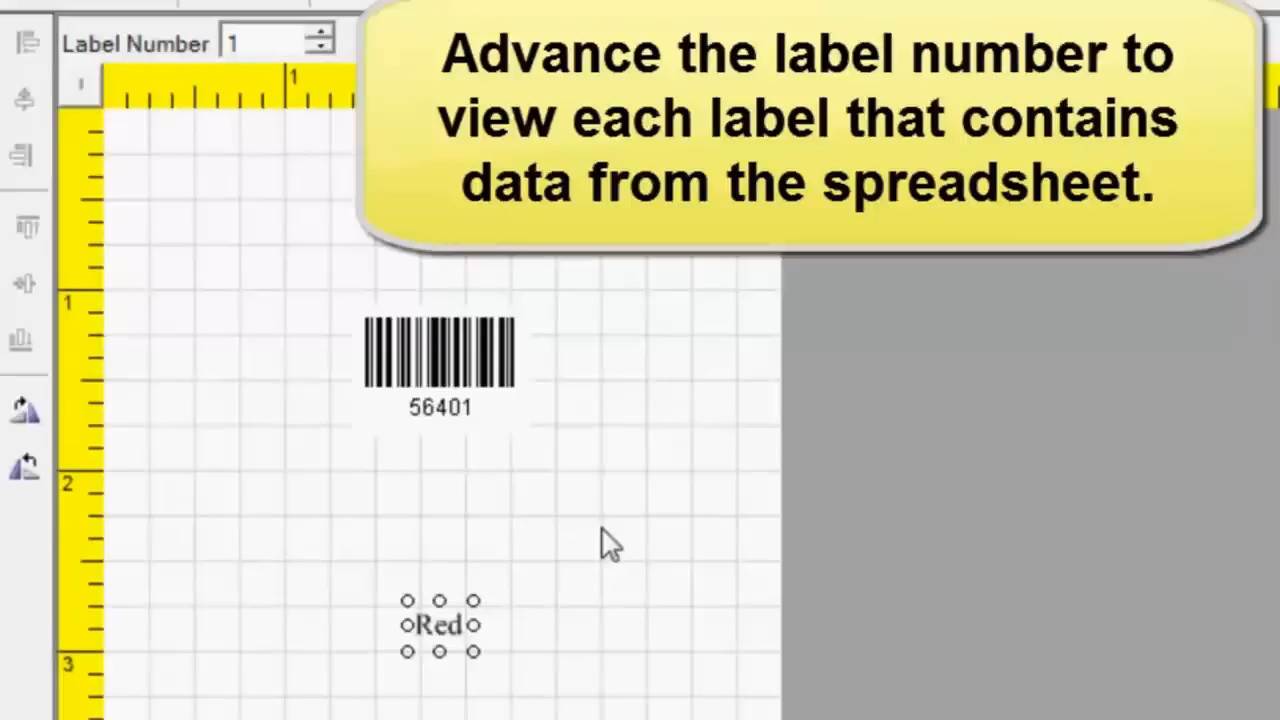 Label Number 1
Advance the label number to
view each label that contains
data from the spreadsheet.
1
1
56401
2
Red
3